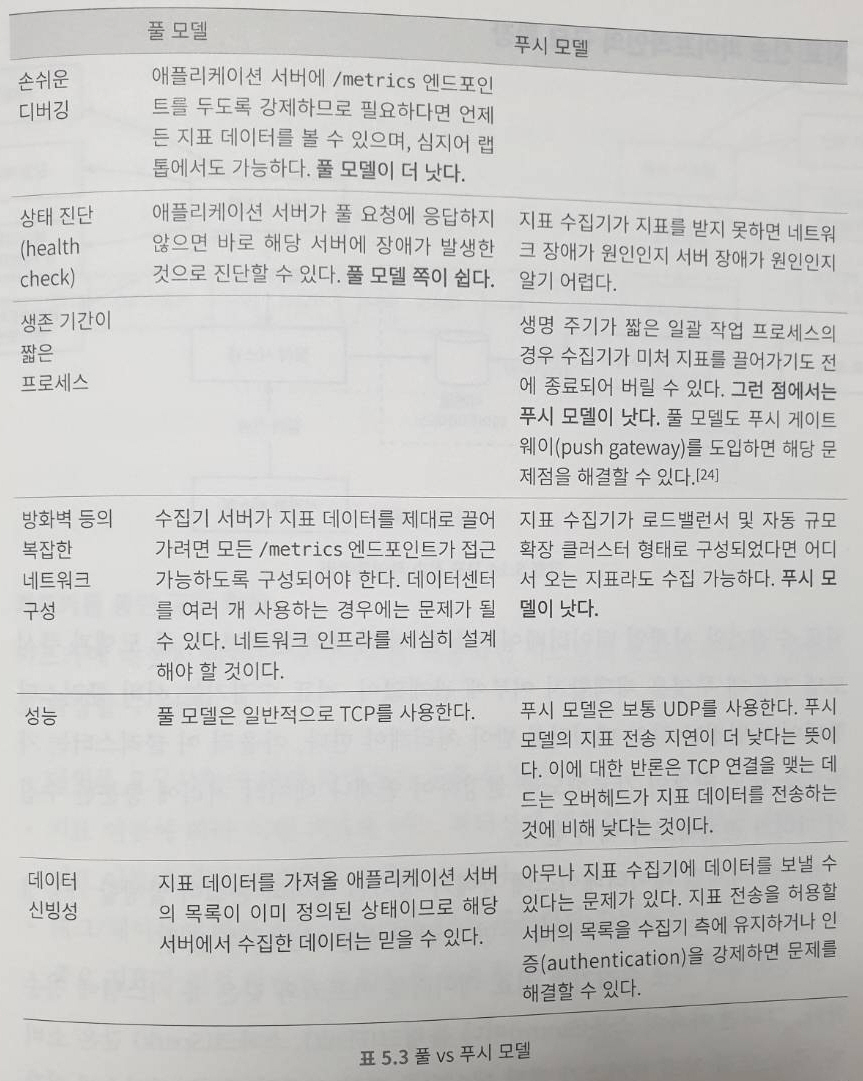 풀 모델
푸시 모델
손쉬운
디버깅
애플리케이션 서버에 /metrics 엔드포인
트를 두도록 강제하므로 필요하다면 언제
든 지표 데이터를 볼 수 있으며, 심지어 랩
톱에서도 가능하다. 풀 모델이 더 낫다.
상태 진단
(health
check)
애플리케이션 서버가 풀 요청에 응답하지
않으면 바로 해당 서버에 장애가 발생한
것으로 진단할 수 있다. 풀 모델 쪽이 쉽다.
지표 수집기가 지표를 받지 못하면 네트워
크 장애가 원인인지 서버 장애가 원인인지
알기 어렵다.
생존 기간이
짧은
프로세스
생명 주기가 짧은 일괄 작업 프로세스의
경우 수집기가 미처 지표를 끌어가기도 전
에 종료되어 버릴 수 있다. 그런 점에서는
푸시 모델이 낫다. 풀 모델도 푸시 게이트
웨이(push gateway)를 도입하면 해당 문
제점을 해결할 수 있다.[24]
방화벽 등의
복잡한
네트워크
구성
수집기 서버가 지표 데이터를 제대로 끌어
가려면 모든 /metrics 엔드포인트가 접근
가능하도록 구성되어야 한다. 데이터센터
를 여러 개 사용하는 경우에는 문제가 될
수 있다. 네트워크 인프라를 세심히 설계
해야 할 것이다.
지표 수집기가 로드밸런서 및 자동 규모
확장 클러스터 형태로 구성되었다면 어디
서 오는 지표라도 수집 가능하다. 푸시 모
델이 낫다.
성능
풀 모델은 일반적으로 TCP를 사용한다.
푸시 모델은 보통 UDP를 사용한다. 푸시
모델의 지표 전송 지연이 더 낮다는 뜻이
다. 이에 대한 반론은 TCP 연결을 맺는 데
드는 오버헤드가 지표 데이터를 전송하는
것에 비해 낮다는 것이다.
데이터
신빙성
지표 데이터를 가져올 애플리케이션 서버
의 목록이 이미 정의된 상태이므로 해당
서버에서 수집한 데이터는 믿을 수 있다.
아무나 지표 수집기에 데이터를 보낼 수
있다는 문제가 있다. 지표 전송을 허용할
서버의 목록을 수집기 측에 유지하거나 인
증(authentication)을 강제하면 문제를
해결할 수 있다.
표 5.3 풀 vs 푸시 모델